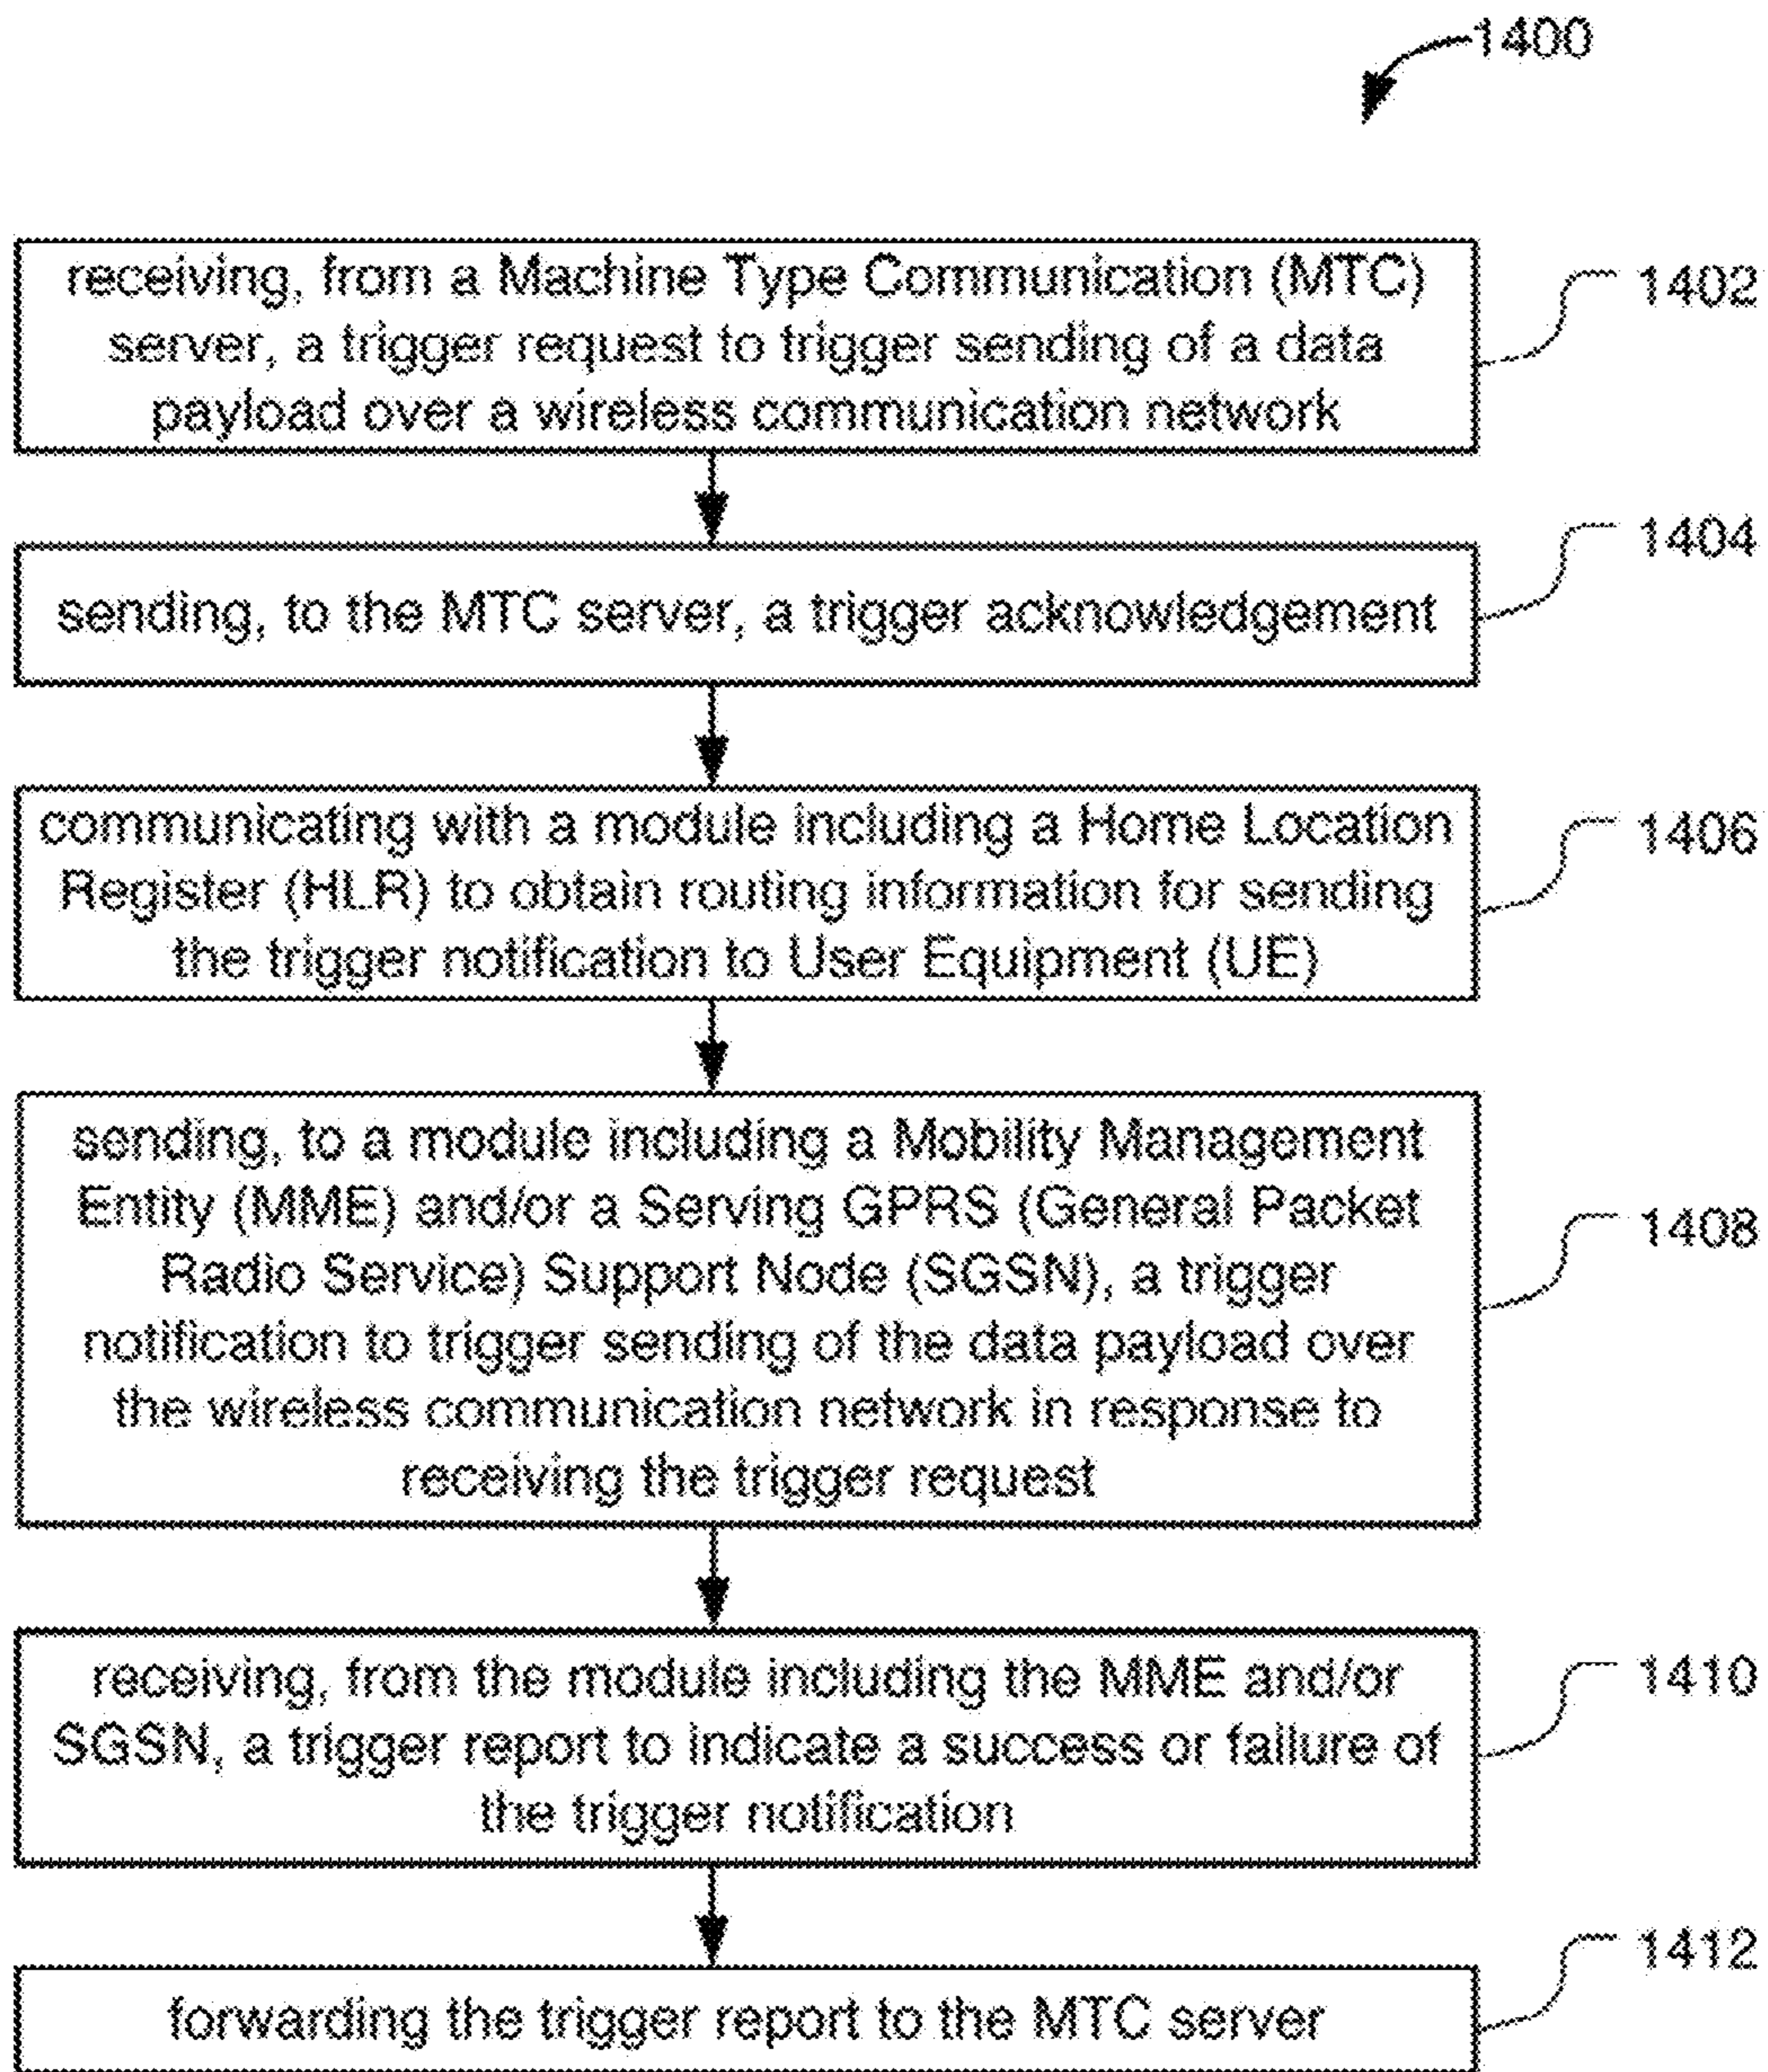 1400
receiving, from a Machine Type Communication (MTC)
server, a trigger request to trigger sending of a data
payload over a wireless communication network
1402
sending, to the MTC server, a trigger acknowledgement
1404
communicating with a module including a Home Location
Register (HLR) to obtain routing information for sending
the trigger notification to User Equipment (UE)
1406
sending, to a module including a Mobility Management
Entity (MME) and/or a Serving GPRS (General Packet
Radio Service) Support Node (SGSN), a trigger
notification to trigger sending of the data payload over
the wireless communication network in response to
receiving the trigger request
1408
receiving, from the module including the MME and/or
SGSN, a trigger report to indicate a success or failure of
the trigger notification
1410
forwarding the trigger report to the MTC server
1412